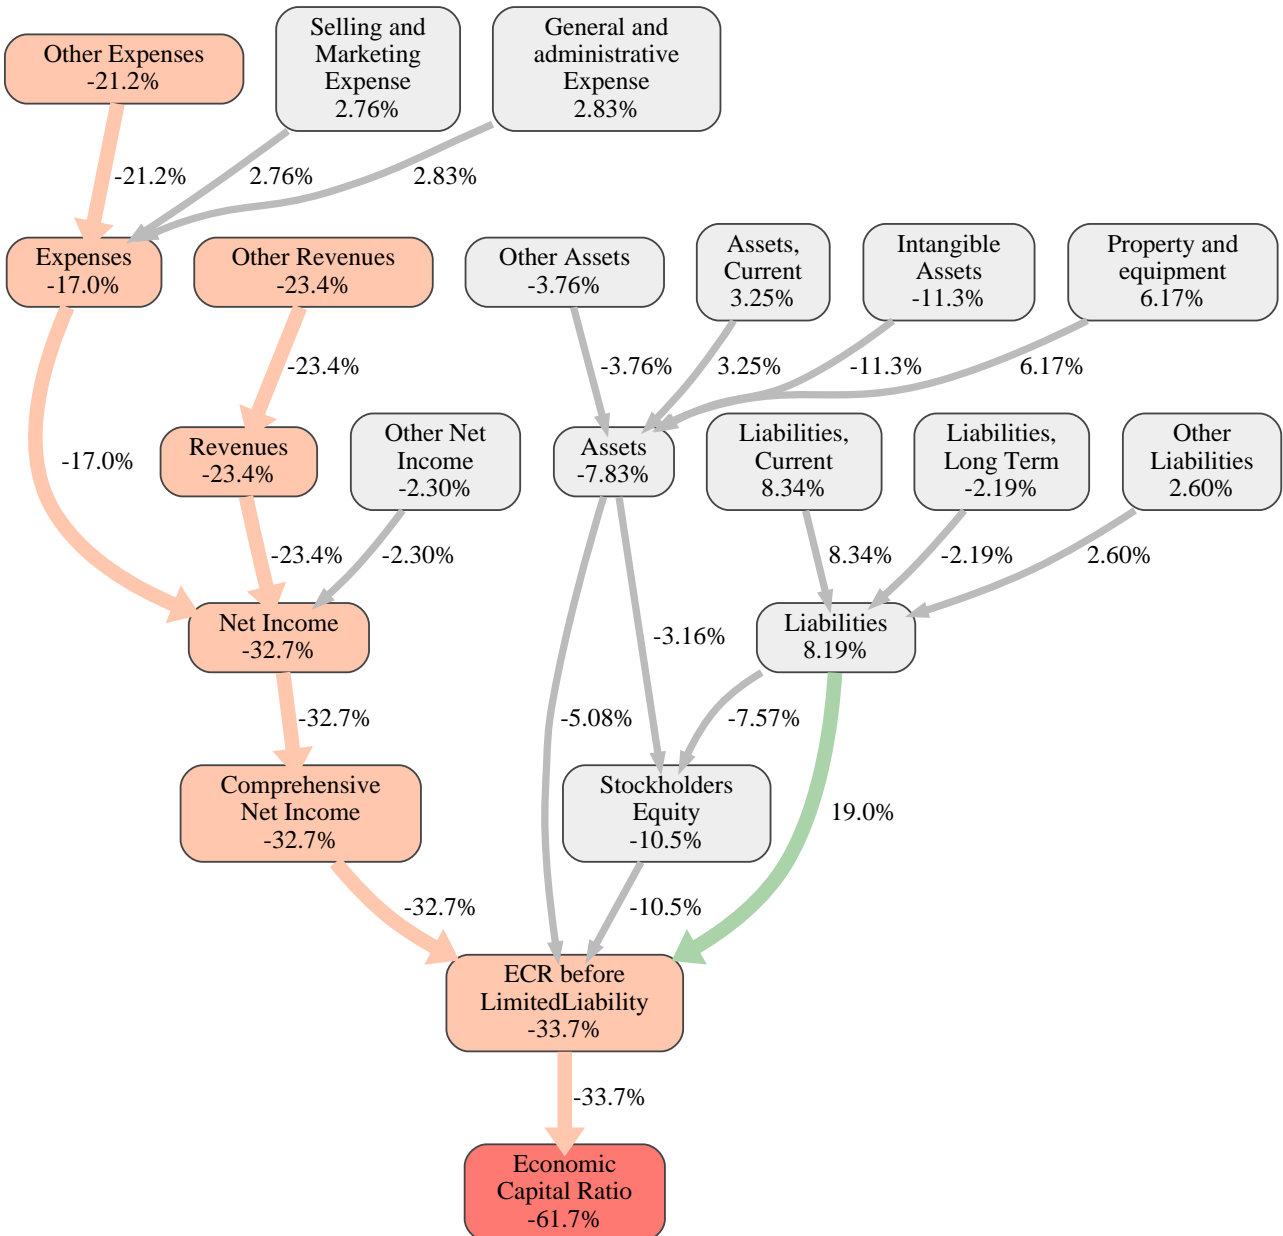 Other Expenses
-21.2%
Selling and
Marketing
Expense
2.76%
General and
administrative
Expense
2.83%
-21.2%
2.76%
2.83%
Expenses
-17.0%
Other Revenues
-23.4%
Other Assets
-3.76%
Assets,
Current
3.25%
Intangible
Assets
-11.3%
Property and
equipment
6.17%
-23.4%
-3.76%
3.25%
-11.3%
6.17%
-17.0%
Revenues
-23.4%
Other Net
Income
-2.30%
Assets
-7.83%
Liabilities,
Current
8.34%
Liabilities,
Long Term
-2.19%
Other
Liabilities
2.60%
-23.4%
-2.30%
8.34%
-2.19%
2.60%
Net Income
-32.7%
-3.16%
Liabilities
8.19%
-32.7%
-5.08%
-7.57%
Comprehensive
Net Income
-32.7%
Stockholders
Equity
-10.5%
19.0%
-32.7%
-10.5%
ECR before
LimitedLiability
-33.7%
-33.7%
Economic
Capital Ratio
-61.7%